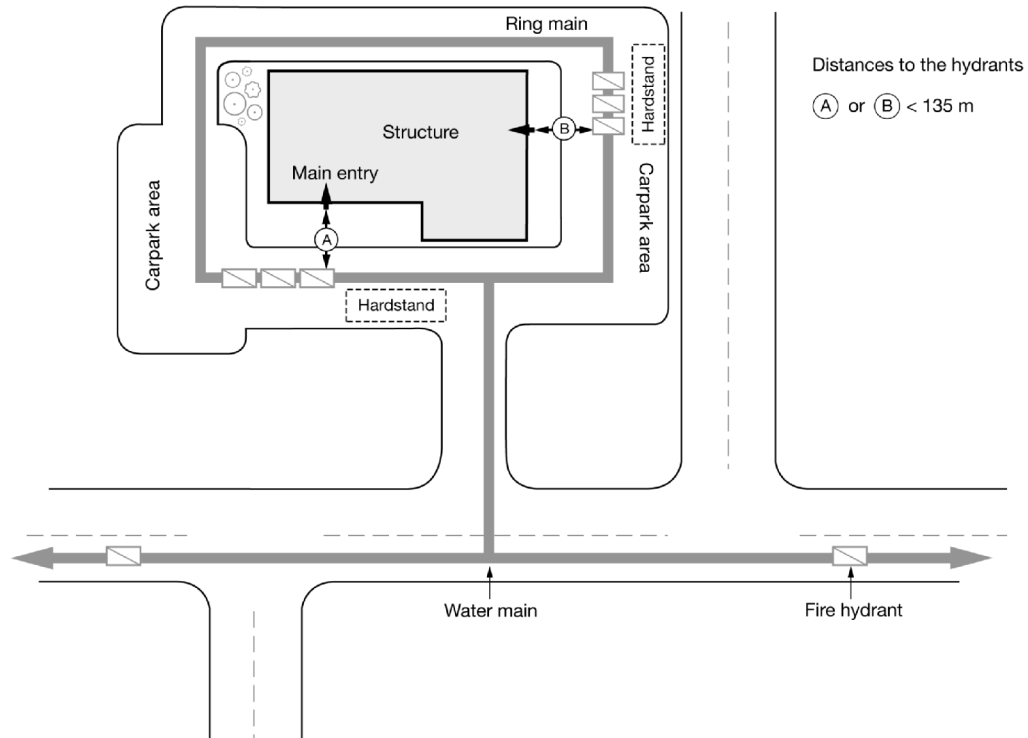 Ring main
Hardstand
Distances to the hydrants
A or B < 135 m
Structure
B
Main entry
Carpark area
Carpark area
A
Hardstand
Water main
Fire hydrant